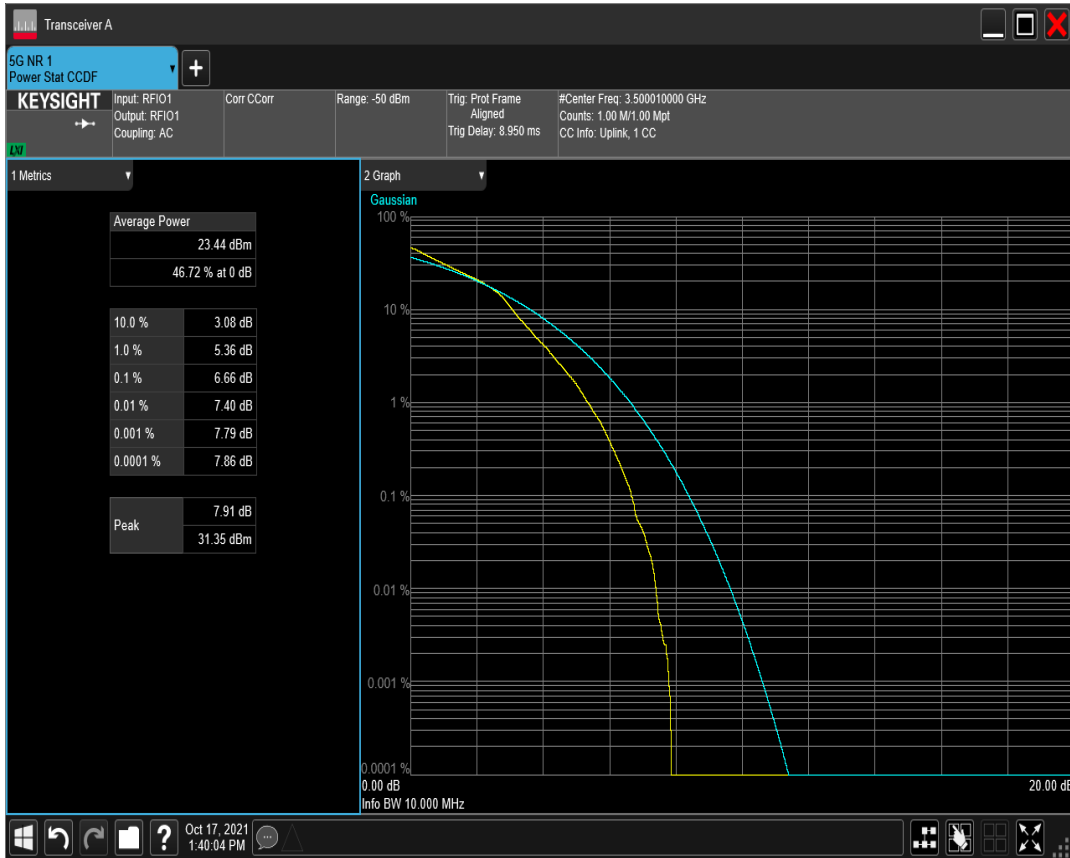 Transceiver A
5G NR 1
Power Stat CCDF
KEYSIGHT
LXI
Input: RFIO1
Output: RFIO1
Coupling: AC
Corr CCorr
Range: -50 dBm
Trig: Prot Frame
Aligned
Trig Delay: 8.950 ms
#Center Freq: 3.500010000 GHz
Counts: 1.00 M/1.00 Mpt
CC Info: Uplink, 1 CC
1 Metrics
Average Power
23.44 dBm
46.72 % at 0 dB
10.0 % 3.08 dB
1.0 % 5.36 dB
0.1 % 6.66 dB
0.01 % 7.40 dB
0.001 % 7.79 dB
0.0001 % 7.86 dB
Peak
7.91 dB
31.35 dBm
2 Graph
Gaussian
100 %
10 %
1 %
0.1 %
0.01 %
0.001 %
0.0001 %
0.00 dB 20.00 dB
Info BW 10.000 MHz
Oct 17, 2021
1:40:04 PM